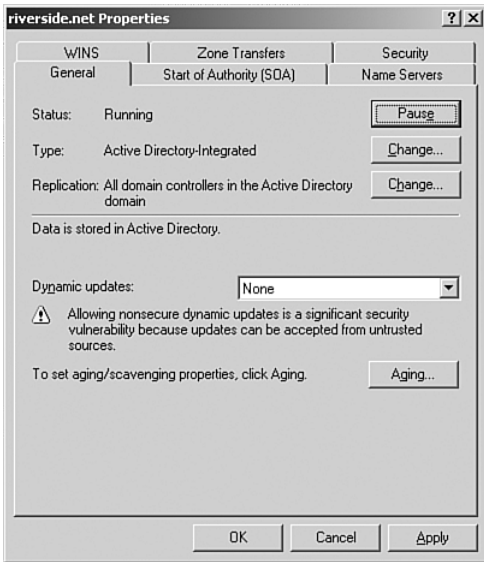 riverside.net Properties
? X
WINS Zone Transfers Security
General Start of Authority (SOA) Name Servers
Status: Running Pause
Type: Active Directory-Integrated Change...
Replication: All domain controllers in the Active Directory Change...
domain
Data is stored in Active Directory.
Dynamic updates: None
Allowing nonsecure dynamic updates is a significant security
vulnerability because updates can be accepted from untrusted
sources.
To set aging/scavenging properties, click Aging. Aging...
OK Cancel Apply